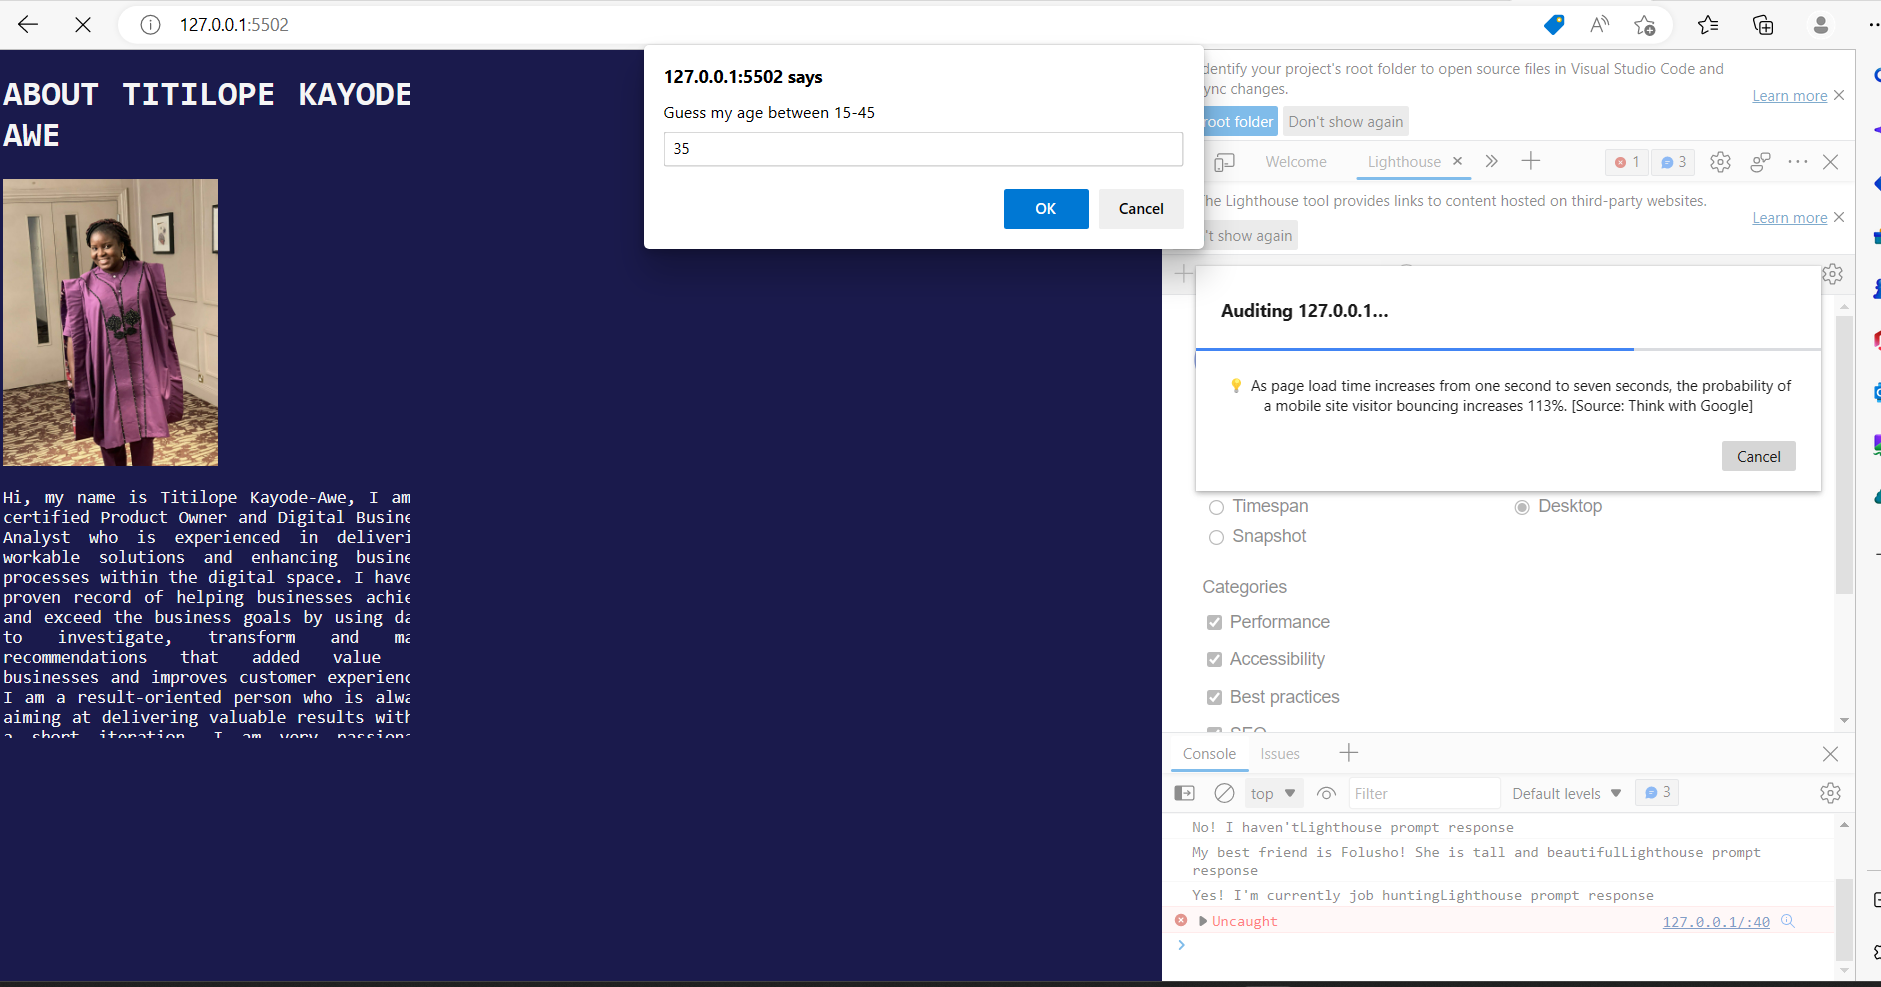 127.0.0.1:5502
ABOUT TITILOPE KAYODE
AWE
Hi, my name is Titilope Kayode-Awe, I am
certified Product Owner and Digital Busine
Analyst who is experienced in deliveri
workable solutions and enhancing busine
processes within the digital space. I have
proven record of helping businesses achie
and exceed the business goals by using da
to investigate, transform and ma
recommendations that added value
businesses and improves customer experienc
I am a result-oriented person who is alwa
aiming at delivering valuable results with
a short iteration. I am very passiona
127.0.0.1:5502 says
Guess my age between 15-45
35
OK Cancel
dentify your project's root folder to open source files in Visual Studio Code and
ync changes.
Learn more
root folder Don't show again
Welcome Lighthouse 1 3
he Lighthouse tool provides links to content hosted on third-party websites.
Learn more
't show again
Auditing 127.0.0.1...
As page load time increases from one second to seven seconds, the probability of
a mobile site visitor bouncing increases 113%. [Source: Think with Google]
Cancel
Timespan Desktop
Snapshot
Categories
Performance
Accessibility
Best practices
SEO
Console Issues
top Filter Default levels 3
No! I haven'tLighthouse prompt response
My best friend is Folusho! She is tall and beautifulLighthouse prompt
response
Yes! I'm currently job huntingLighthouse prompt response
Uncaught 127.0.0.1/:40